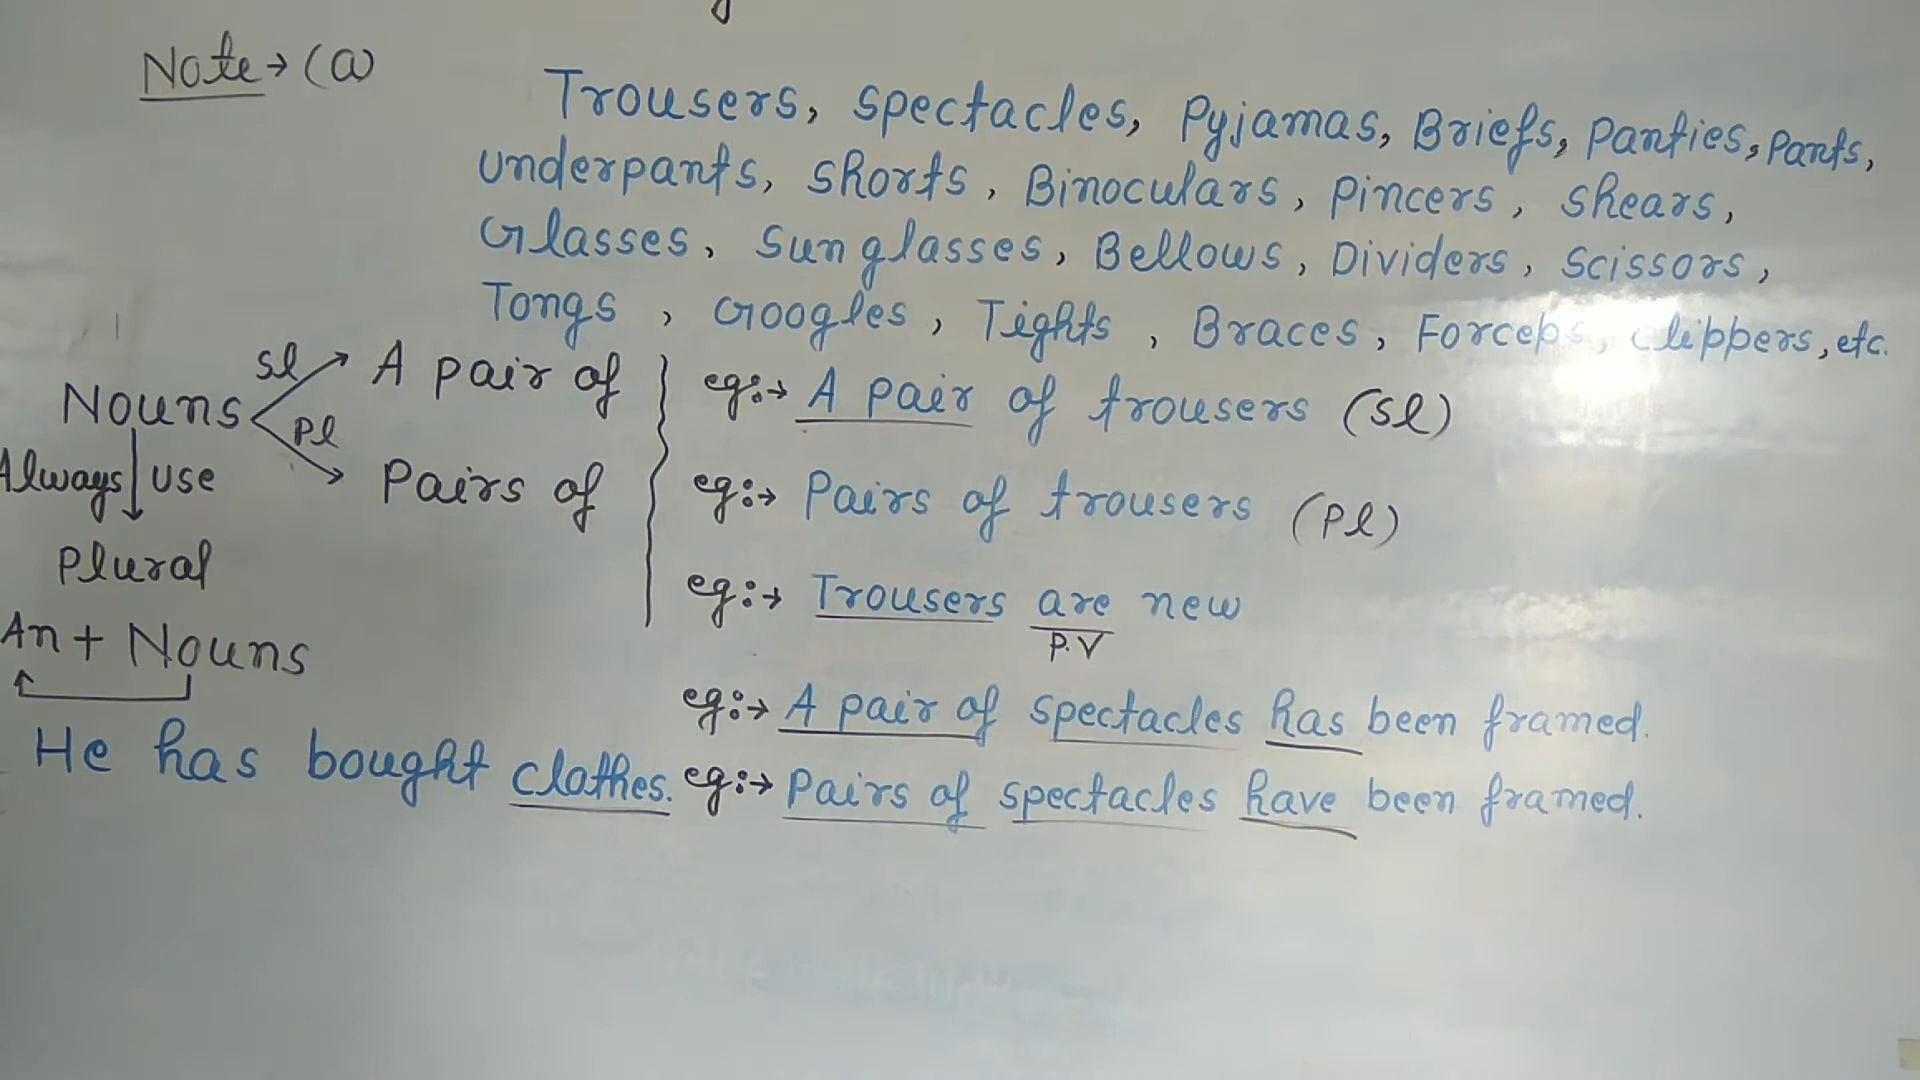 Note → (a)
Trousers, spectacles, Pyjamas, Briefs, Panties, Pants,
Underpants, shorts, Binoculars, Pincers, shears,
Glasses, Sunglasses, Bellows, Dividers, Scissors,
Tongs, Googles, Tights, Braces, Forceps, clippers, etc.
Nouns
Sl → A pair of
Pl → Pairs of
Always use
Plural
An + Nouns
He has bought clothes.
eg:→ A pair of trousers (Sl)
eg:→ Pairs of trousers (Pl)
eg:→ Trousers are new
P.V
eg:→ A pair of spectacles has been framed.
eg:→ Pairs of spectacles have been framed.